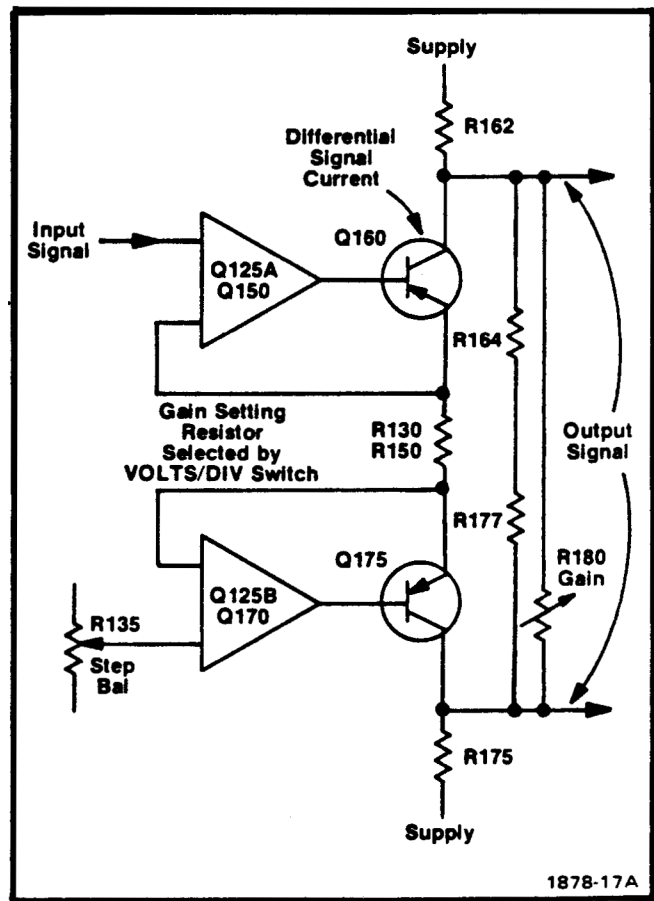 Supply
R162
Differential
Signal
Current
Input
Signal
Q160
Q125A
Q150
R164
Gain Setting
Resistor
Selected by
VOLTS/DIV Switch
R130
R150
Output
Signal
R177
Q175
R180
Gain
Q125B
Q170
R135
Step
Bal
R175
Supply
1878-17A